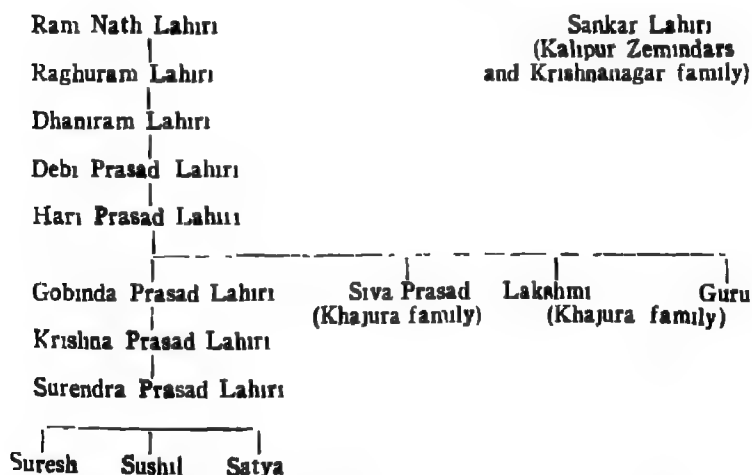 Ram Nath Lahiri
Sankar Lahiri
(Kalipur Zemindars
and Krishnanagar family)
Raghuram Lahiri
Dhaniram Lahiri
Debi Prasad Lahiri
Hari Prasad Lahiri
Gobinda Prasad Lahiri Siva Prasad Lakshmi Guru
(Khajura family) (Khajura family)
Krishna Prasad Lahiri
Surendra Prasad Lahiri
Suresh Sushil Satya